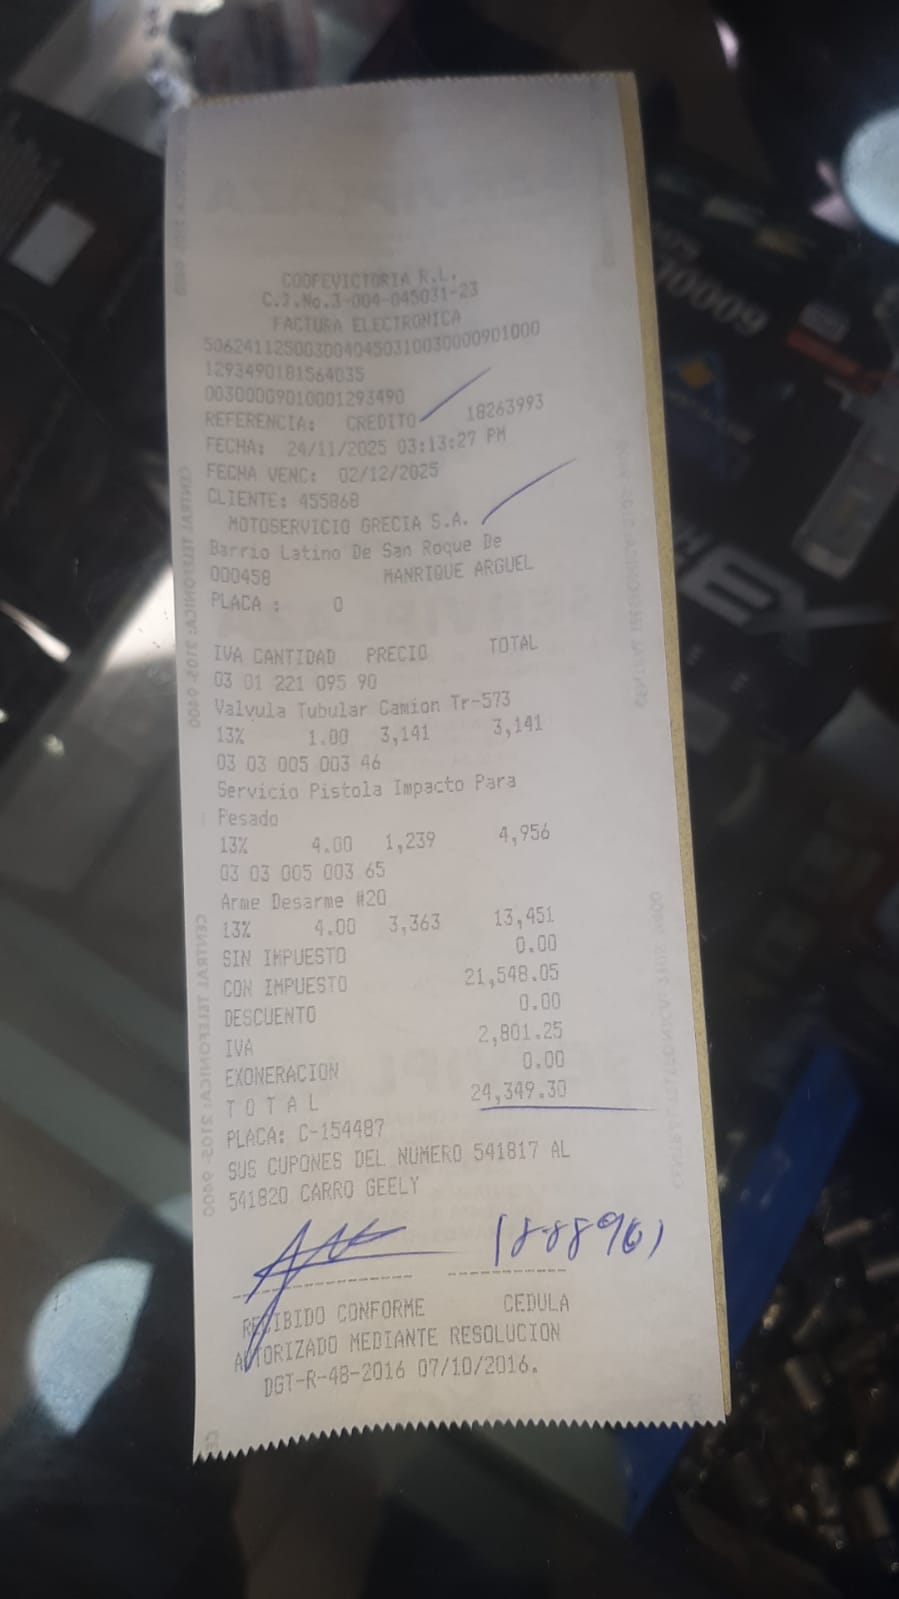 COOPEVICTORIA R.L.
C.J.No.3-004-045031-23
FACTURA ELECTRONICA
50624112500300404503100300000901000
1293490181564035
00300009010001293490
REFERENCIA: CREDITO 18263993
FECHA: 24/11/2025 03:13:27 PM
FECHA VENC: 02/12/2025
CLIENTE: 455868
MOTOSERVICIO GRECIA S.A.
Barrio Latino De San Roque De
000458 MANRIQUE ARGUEL
PLACA : 0
IVA CANTIDAD PRECIO TOTAL
03 01 221 095 90
Valvula Tubular Camion Tr-573
13% 1.00 3,141 3,141
03 03 005 003 46
Servicio Pistola Impacto Para
Pesado
13% 4.00 1,239 4,956
03 03 005 003 65
Arme Desarme #20
13% 4.00 3,363 13,451
SIN IMPUESTO 0.00
CON IMPUESTO 21,548.05
DESCUENTO 0.00
IVA 2,801.25
EXONERACION 0.00
T O T A L 24,349.30
PLACA: C-154487
SUS CUPONES DEL NUMERO 541817 AL
541820 CARRO GEELY
RECIBIDO CONFORME CEDULA
AUTORIZADO MEDIANTE RESOLUCION
DGT-R-48-2016 07/10/2016.
CENTRAL TELEFONICA: 2105-9400
60000L
HEX